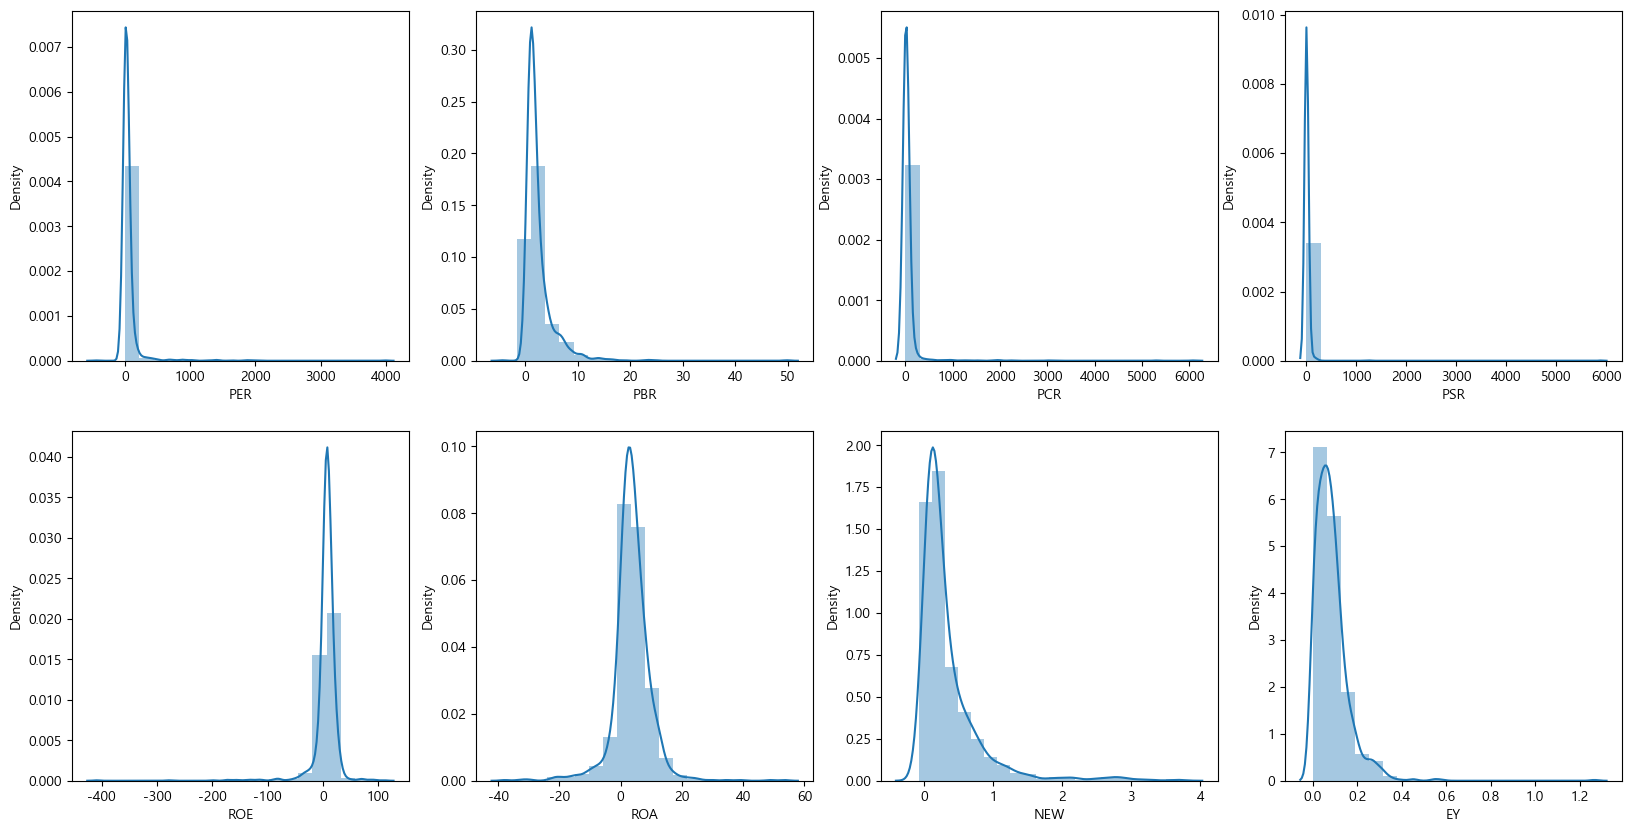 Density
0.007
0.006
0.005
0.004
0.003
0.002
0.001
0.000
0 1000 2000 3000 4000
PER
Density
0.30
0.25
0.20
0.15
0.10
0.05
0.00
0 10 20 30 40 50
PBR
Density
0.005
0.004
0.003
0.002
0.001
0.000
0 1000 2000 3000 4000 5000 6000
PCR
Density
0.010
0.008
0.006
0.004
0.002
0.000
0 1000 2000 3000 4000 5000 6000
PSR
Density
0.040
0.035
0.030
0.025
0.020
0.015
0.010
0.005
0.000
-400 -300 -200 -100 0 100
ROE
Density
0.10
0.08
0.06
0.04
0.02
0.00
-40 -20 0 20 40 60
ROA
Density
2.00
1.75
1.50
1.25
1.00
0.75
0.50
0.25
0.00
0 1 2 3 4
NEW
Density
7
6
5
4
3
2
1
0
0.0 0.2 0.4 0.6 0.8 1.0 1.2
EY